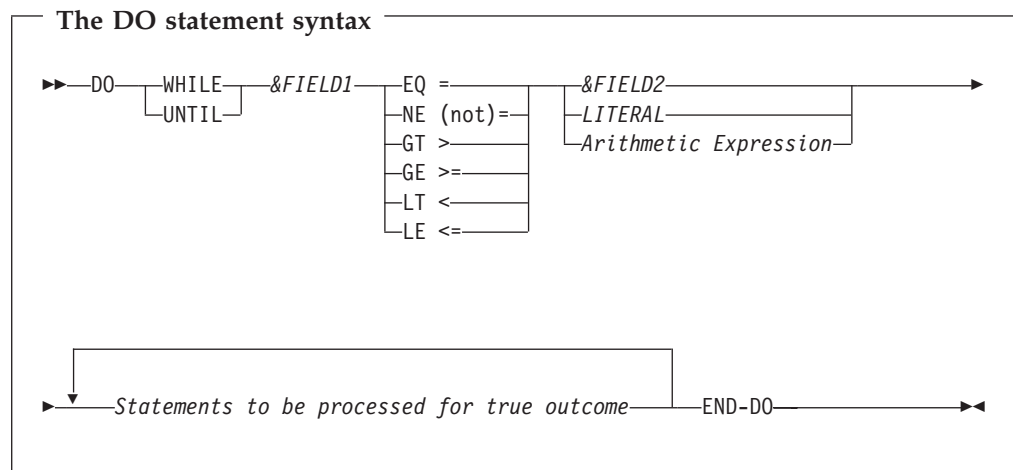 The DO statement syntax
DO WHILE &FIELD1 EQ = &FIELD2
UNTIL NE (not)= LITERAL
GT > Arithmetic Expression
GE >=
LT <
LE <=
Statements to be processed for true outcome END-DO